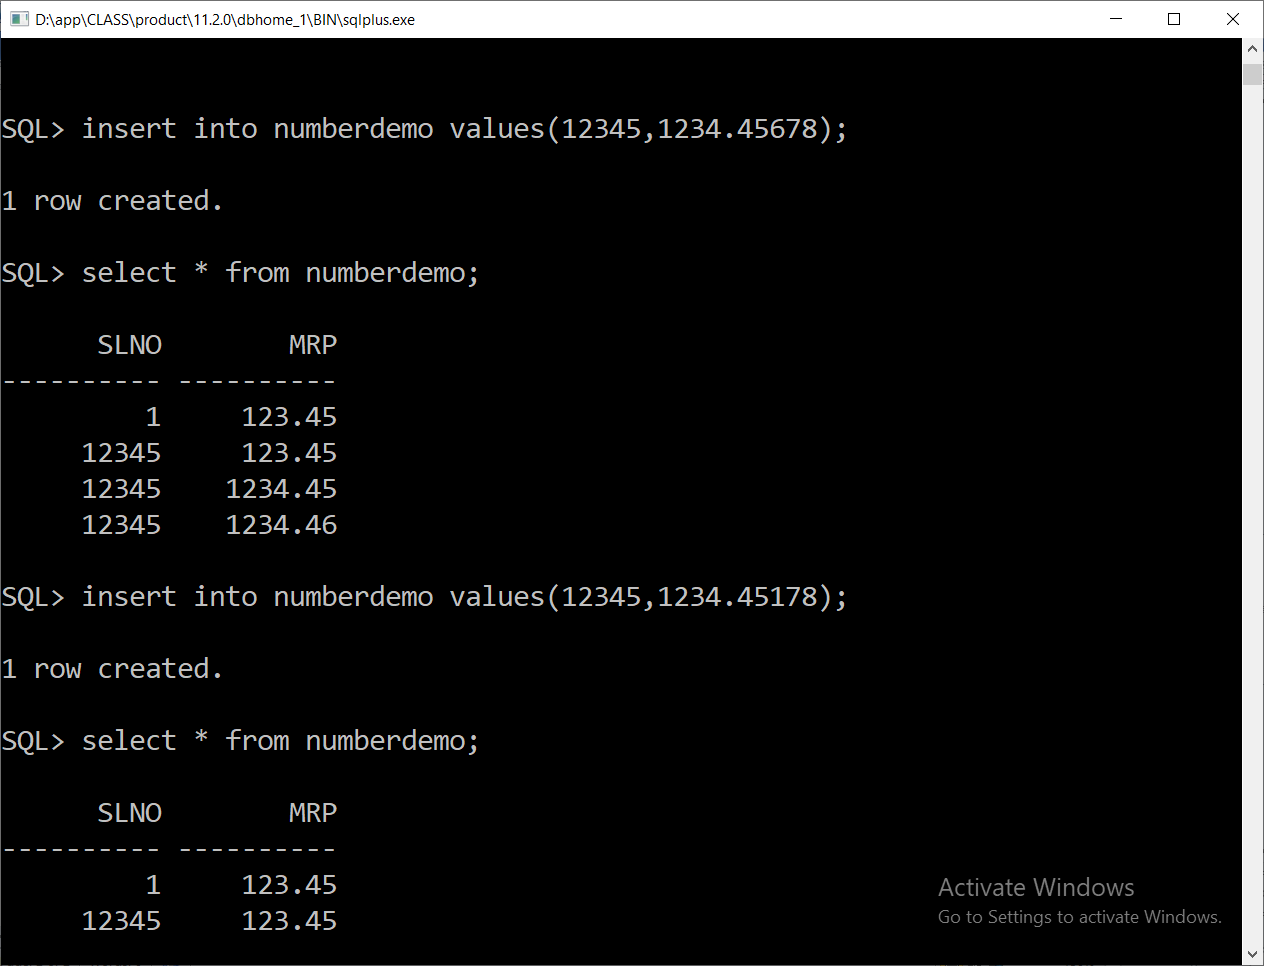 D:\app\CLASS\product\11.2.0\dbhome_1\BIN\sqlplus.exe
SQL> insert into numberdemo values(12345,1234.45678);
1 row created.
SQL> select * from numberdemo;
SLNO MRP
---------- ----------
1 123.45
12345 123.45
12345 1234.45
12345 1234.46
SQL> insert into numberdemo values(12345,1234.45178);
1 row created.
SQL> select * from numberdemo;
SLNO MRP
---------- ----------
1 123.45
12345 123.45
Activate Windows
Go to Settings to activate Windows.